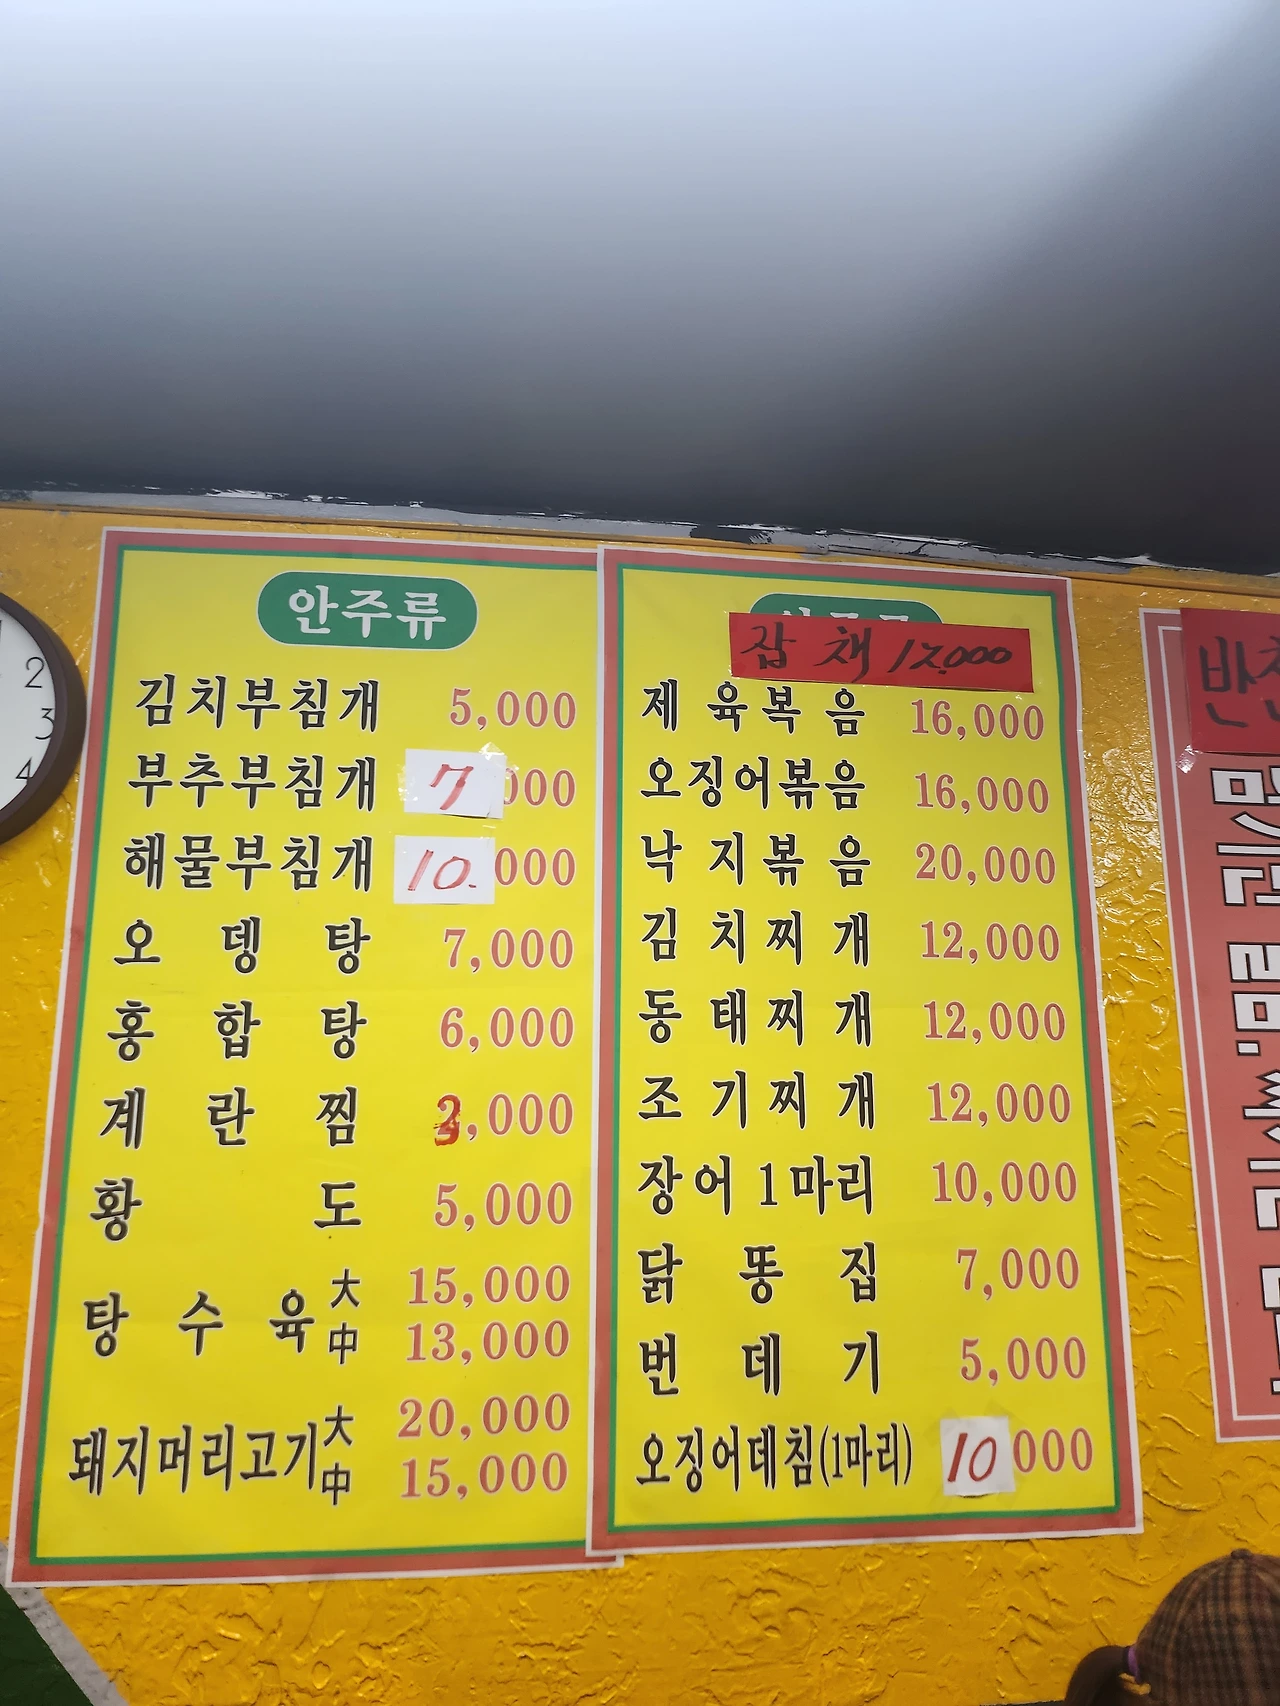 2
3
4
안주류
김치부침개 5,000
부추부침개 7 000
해물부침개 10. 000
오뎅탕 7,000
홍합탕 6,000
계란찜 3,000
황도 5,000
탕수육 大 15,000
中 13,000
돼지머리고기 大 20,000
中 15,000
잡채 12,000
제육복음 16,000
오징어볶음 16,000
낙지볶음 20,000
김치찌개 12,000
동태찌개 12,000
조기찌개 12,000
장어1마리 10,000
닭똥집 7,000
번데기 5,000
오징어데침(1마리) 10 000